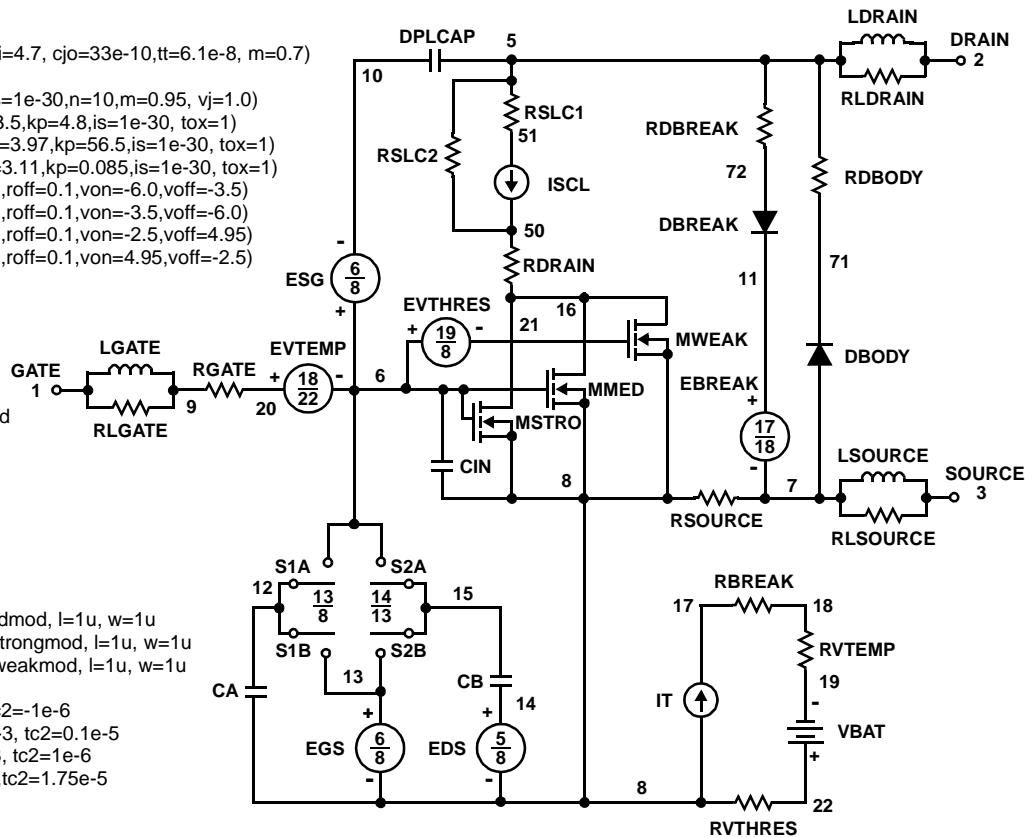 i=4.7, cjo=33e-10,tt=6.1e-8, m=0.7)
s=1e-30,n=10,m=0.95, vj=1.0)
3.5,kp=4.8,is=1e-30, tox=1)
=3.97,kp=56.5,is=1e-30, tox=1)
=3.11,kp=0.085,is=1e-30, tox=1)
,roff=0.1,von=-6.0,voff=-3.5)
,roff=0.1,von=-3.5,voff=-6.0)
,roff=0.1,von=-2.5,voff=4.95)
,roff=0.1,von=4.95,voff=-2.5)
d
dmod, l=1u, w=1u
trongmod, l=1u, w=1u
weakmod, l=1u, w=1u
c2=-1e-6
-3, tc2=0.1e-5
, tc2=1e-6
,tc2=1.75e-5
DPLCAP
5
10
LDRAIN
DRAIN
2
RLDRAIN
RSLC1
51
RSLC2
ISCL
50
RDRAIN
RDBREAK
72
RDBODY
DBREAK
71
11
-
ESG
6
8
+
EVTHRES
+
19
8
-
21
16
MWEAK
DBODY
LGATE
GATE
1
RLGATE
9
RGATE
20
EVTEMP
+
18
22
-
6
MMED
MSTRO
EBREAK
+
17
18
-
CIN
8
RSOURCE
7
LSOURCE
SOURCE
3
RLSOURCE
S1A
S2A
12
13
8
14
13
15
S1B
S2B
13
CA
CB
14
+
EGS
6
8
-
+
EDS
5
8
-
8
RBREAK
17
18
RVTEMP
19
IT
-
VBAT
+
22
RVTHRES